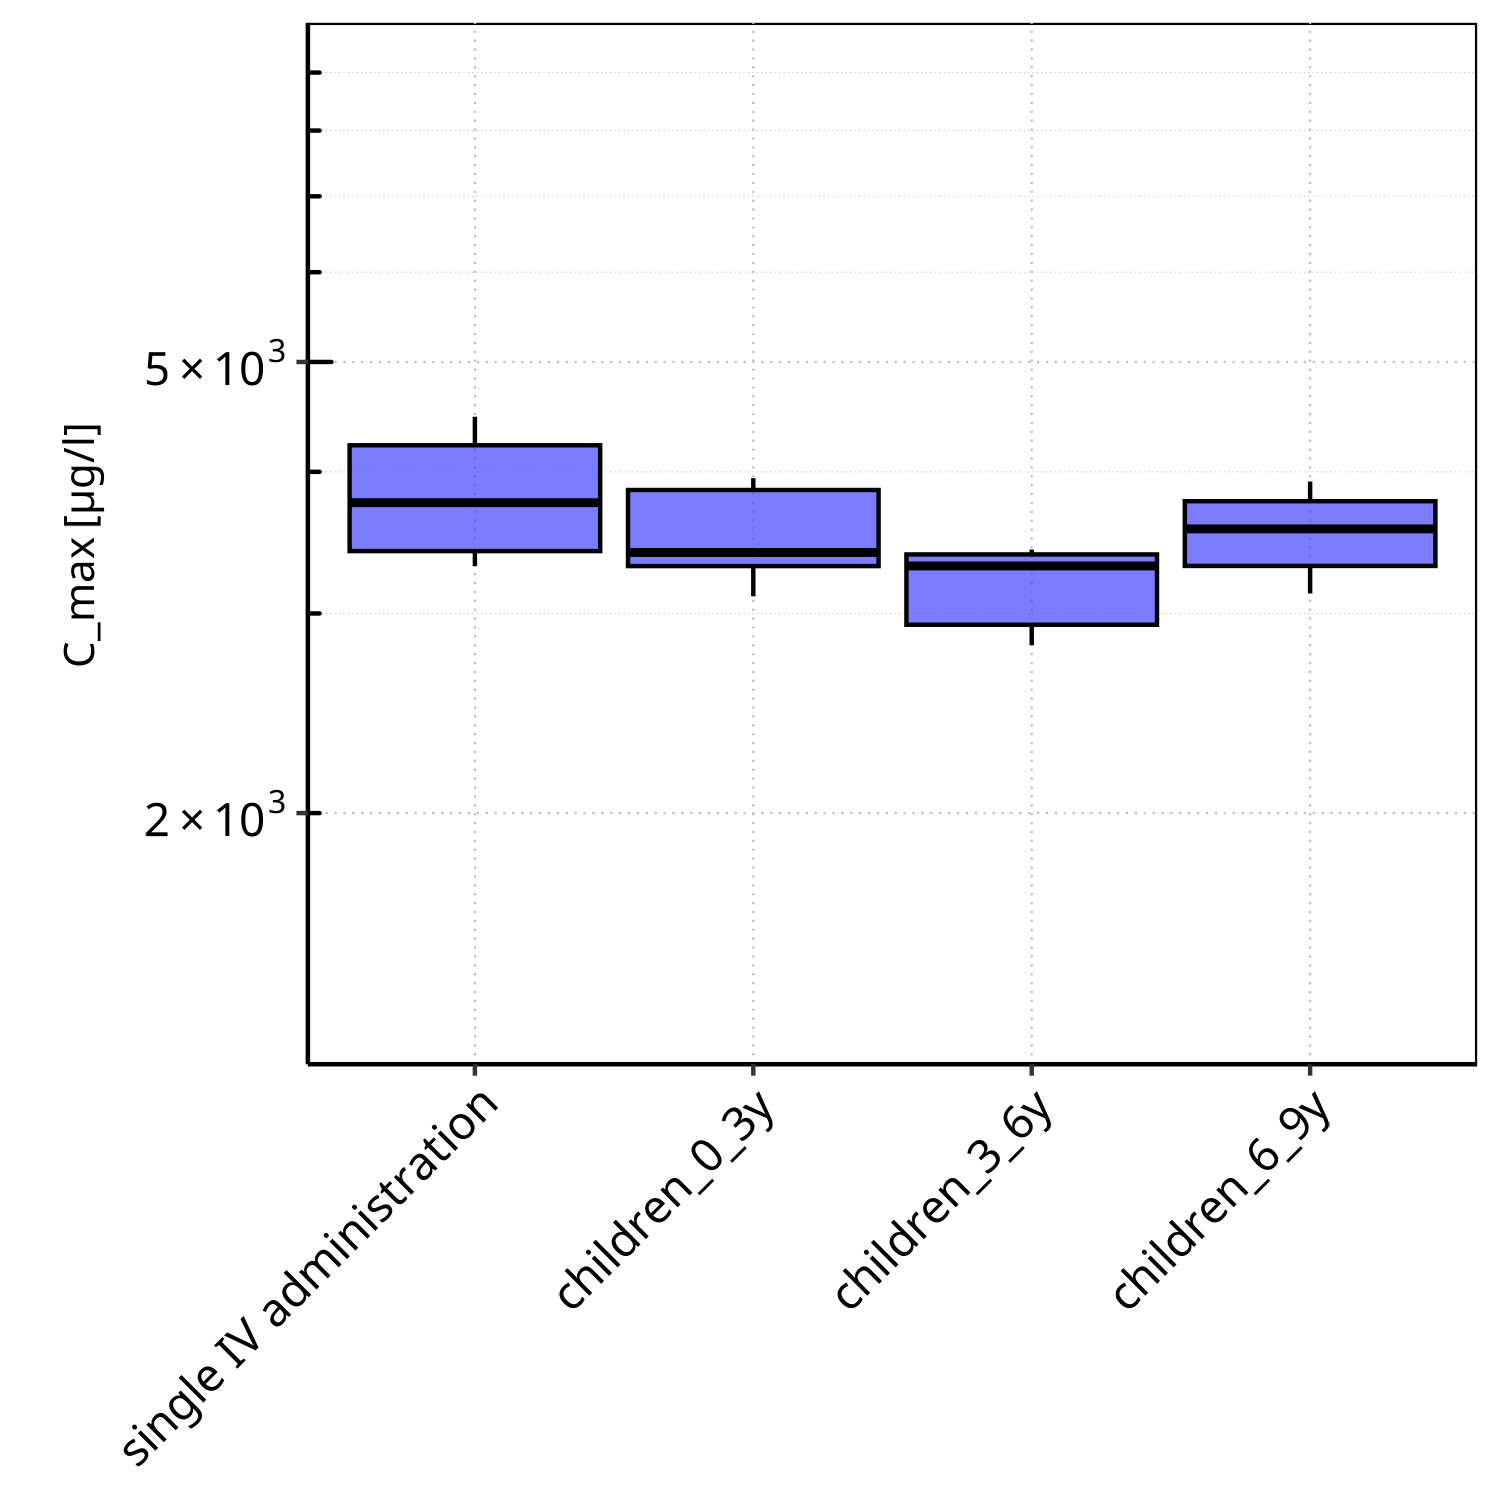 C_max [µg/l]
5 × 10³
2 × 10³
single IV administration
children_0_3y
children_3_6y
children_6_9y